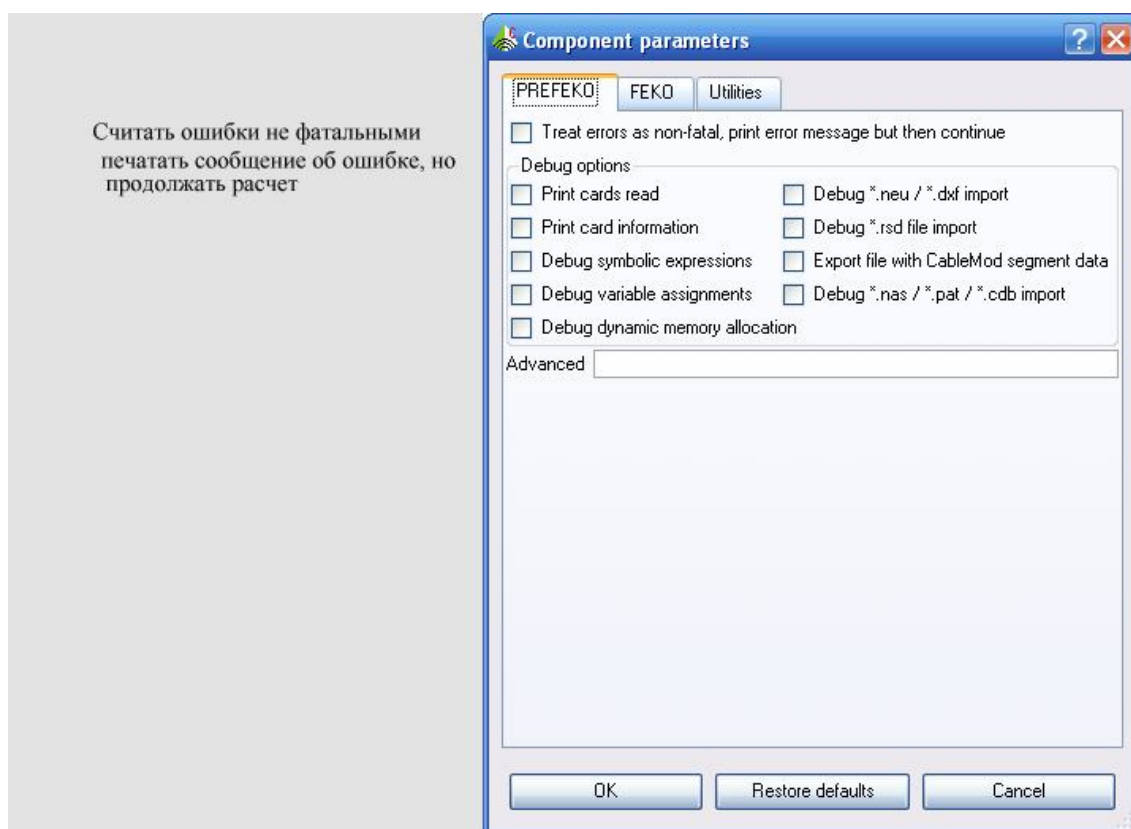 Component parameters
PREFEKO FEKO Utilities
Считать ошибки не фатальными
печатать сообщение об ошибке, но
продолжать расчет
Treat errors as non-fatal, print error message but then continue
Debug options
Print cards read
Debug *.neu / *.dxf import
Print card information
Debug *.rsd file import
Debug symbolic expressions
Export file with CableMod segment data
Debug variable assignments
Debug *.nas / *.pat / *.cdb import
Debug dynamic memory allocation
Advanced
OK
Restore defaults
Cancel